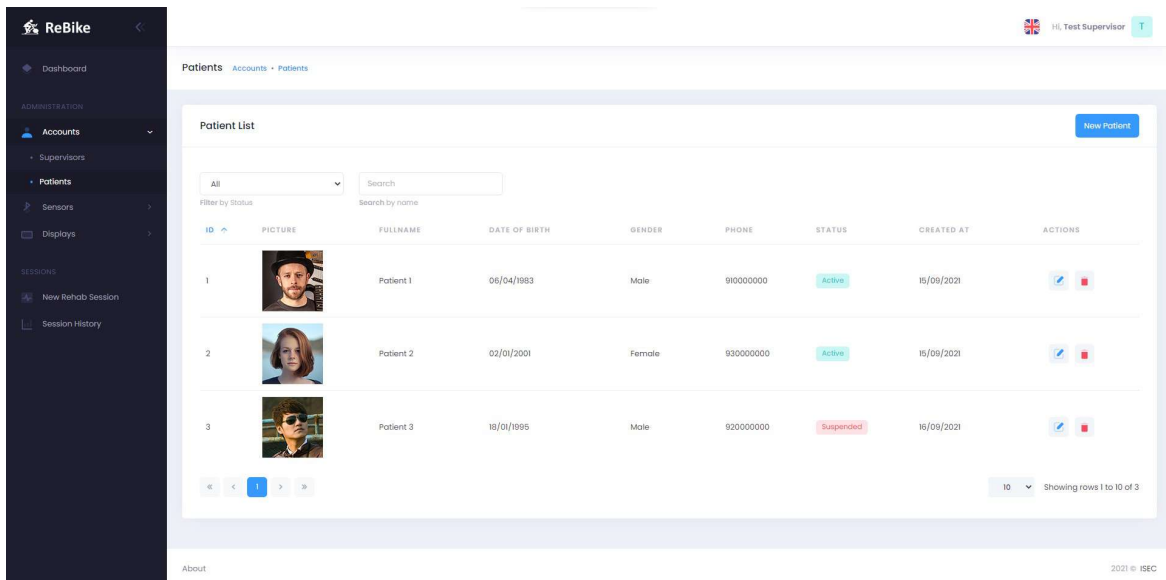 ReBike
Hi, Test Supervisor T
Dashboard
Patients Accounts • Patients
ADMINISTRATION
Accounts
Supervisors
Patients
Sensors
Displays
SESSIONS
New Rehab Session
Session History
Patient List
New Patient
All
Search
Filter by Status
Search by name
ID PICTURE FULLNAME DATE OF BIRTH GENDER PHONE STATUS CREATED AT ACTIONS
1 Patient 1 06/04/1983 Male 910000000 Active 15/09/2021
2 Patient 2 02/01/2001 Female 930000000 Active 15/09/2021
3 Patient 3 18/01/1995 Male 920000000 Suspended 16/09/2021
« < 1 > »
10 Showing rows 1 to 10 of 3
About
2021 © ISEC